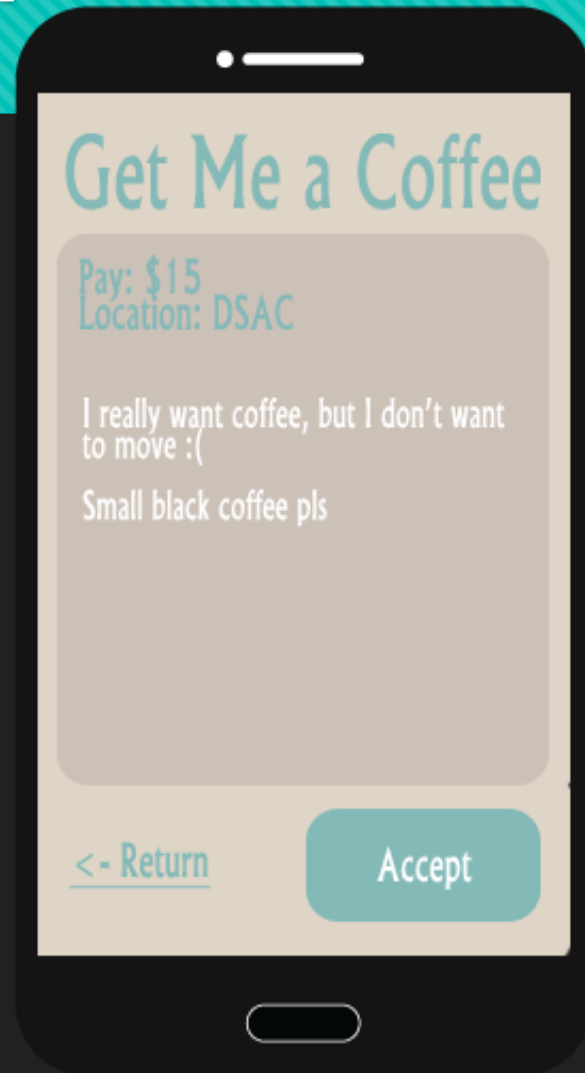 Get Me a Coffee
Pay: $15
Location: DSAC
I really want coffee, but I don't want
to move :(
Small black coffee pls
<- Return
Accept